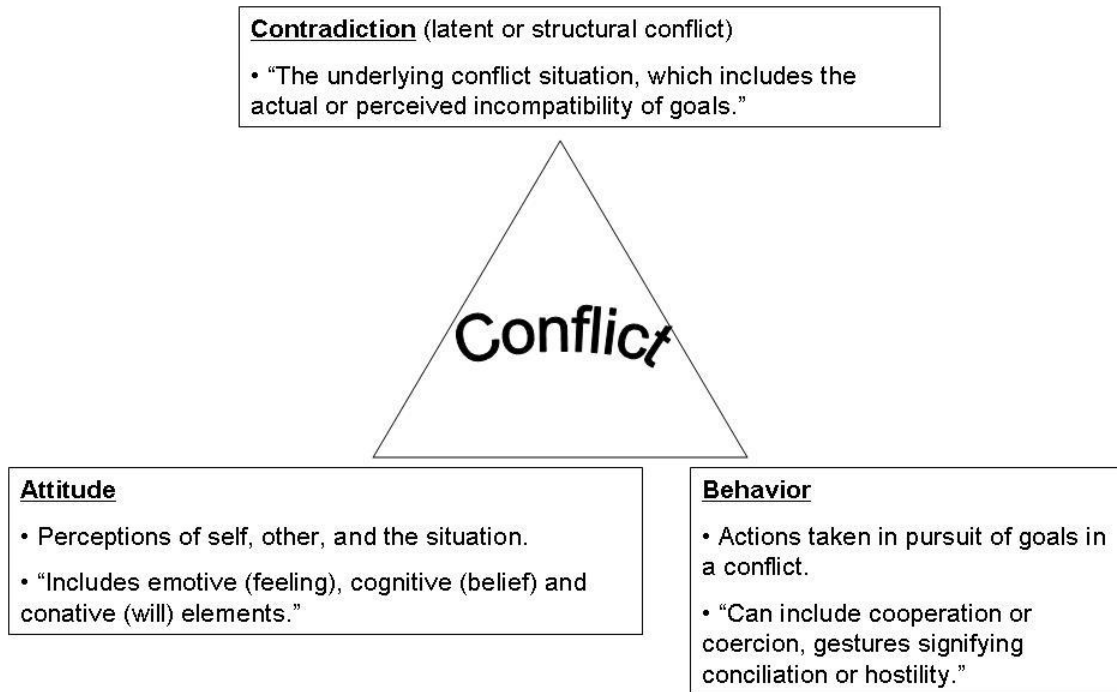 Contradiction (latent or structural conflict)
• “The underlying conflict situation, which includes the
actual or perceived incompatibility of goals.”
Conflict
Attitude
• Perceptions of self, other, and the situation.
• “Includes emotive (feeling), cognitive (belief) and
conative (will) elements.”
Behavior
• Actions taken in pursuit of goals in
a conflict.
• “Can include cooperation or
coercion, gestures signifying
conciliation or hostility.”